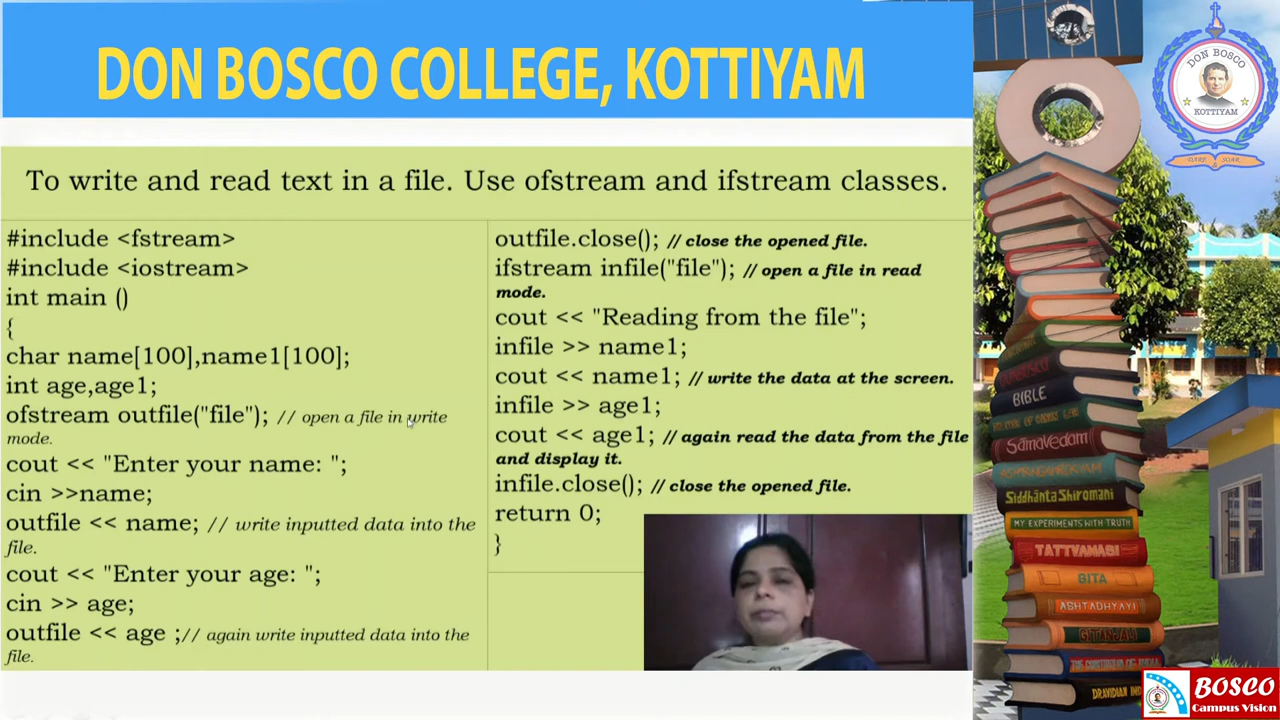 DON BOSCO COLLEGE, KOTTIYAM
To write and read text in a file. Use ofstream and ifstream classes.
#include <fstream>
#include <iostream>
int main ()
{
char name[100],name1[100];
int age,age1;
ofstream outfile("file"); // open a file in write
mode.
cout << "Enter your name: ";
cin >>name;
outfile << name; // write inputted data into the
file.
cout << "Enter your age: ";
cin >> age;
outfile << age ;// again write inputted data into the
file.
outfile.close(); // close the opened file.
ifstream infile("file"); // open a file in read
mode.
cout << "Reading from the file";
infile >> name1;
cout << name1; // write the data at the screen.
infile >> age1;
cout << age1; // again read the data from the file
and display it.
infile.close(); // close the opened file.
return 0;
}
DON BOSCO
KOTTIYAM
DARE & SOAR
BIBLE
Sāmavedam
Siddhānta Shiromani
MY EXPERIMENTS WITH TRUTH
TATTVAMASI
GITA
ASHTADHYAYI
GITANJALI
BOSCO
Campus Vision